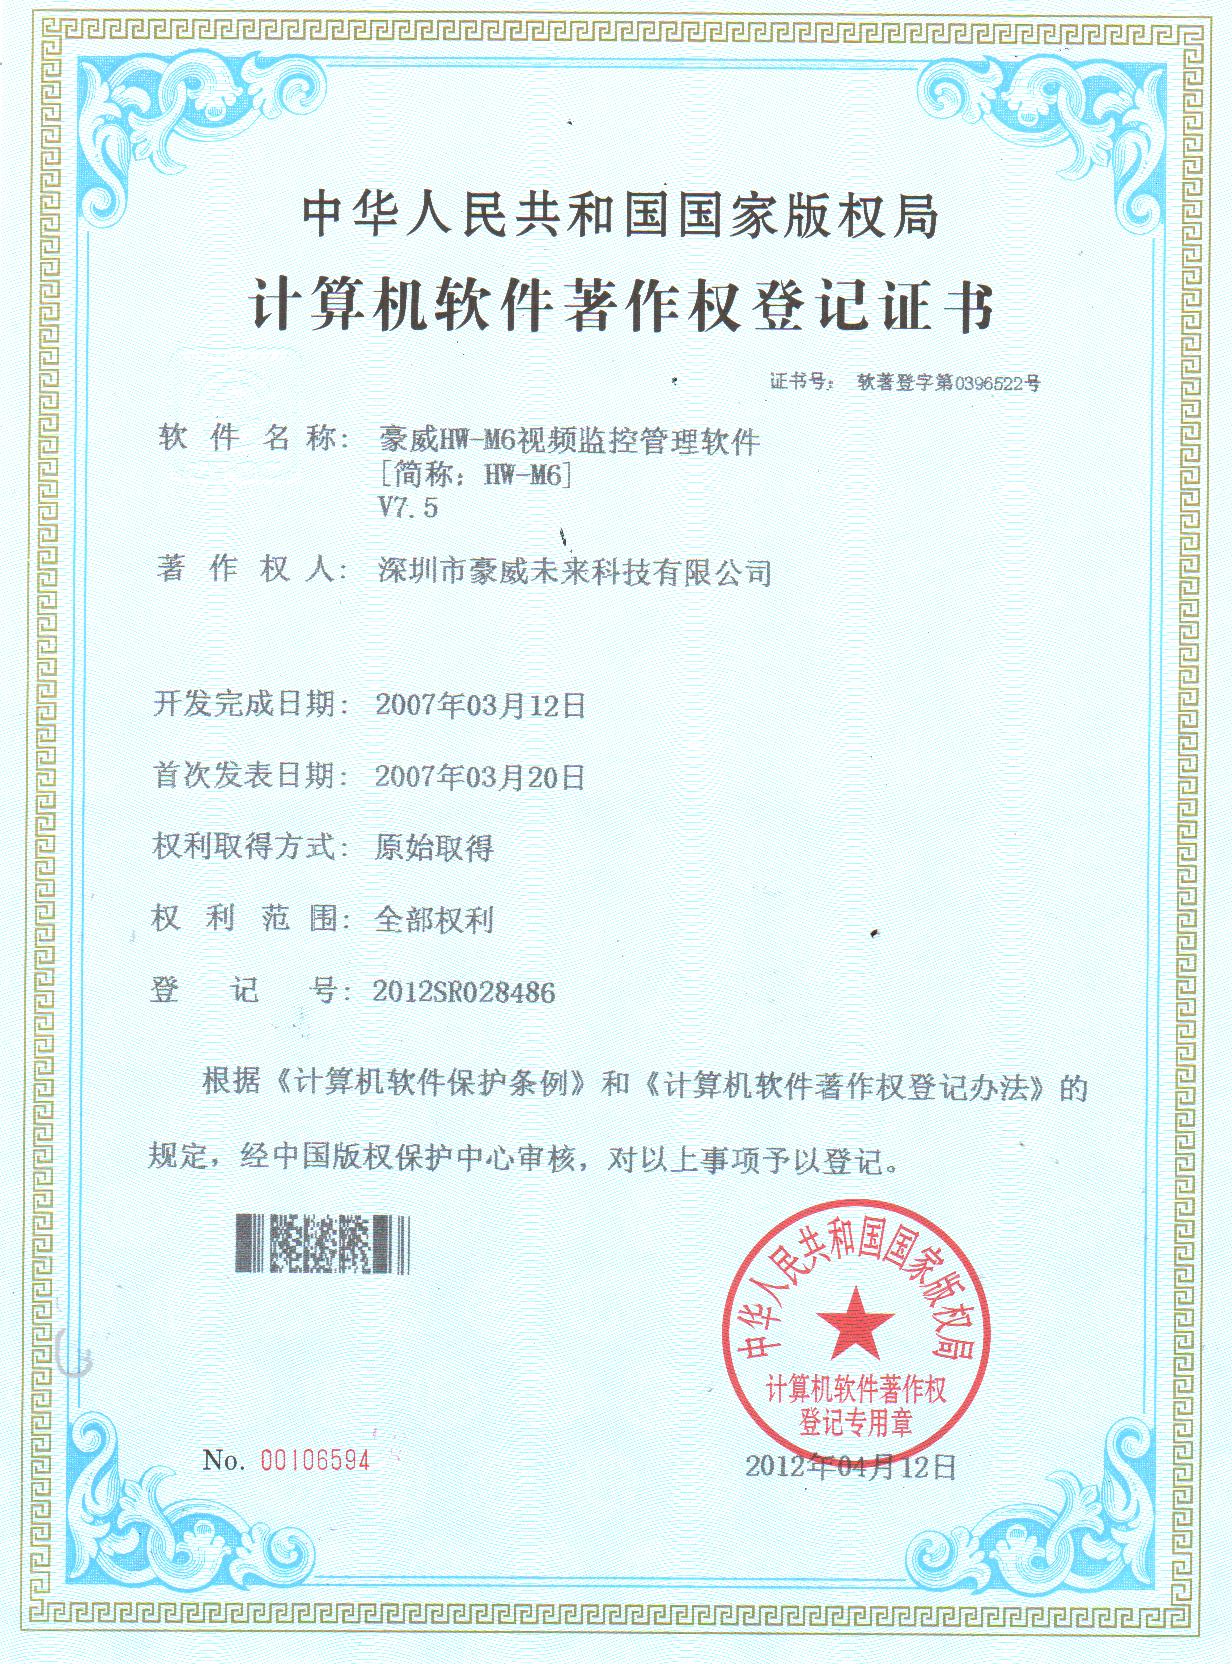 中华人民共和国国家版权局
计算机软件著作权登记证书
证书号： 软著登字第0396522号
软件名称： 豪威HW-M6视频监控管理软件
[简称：HW-M6]
V7.5
著作权人： 深圳市豪威未来科技有限公司
开发完成日期： 2007年03月12日
首次发表日期： 2007年03月20日
权利取得方式： 原始取得
权利范围： 全部权利
登记号： 2012SR028486
根据《计算机软件保护条例》和《计算机软件著作权登记办法》的
规定，经中国版权保护中心审核，对以上事项予以登记。
中华人民共和国国家版权局
计算机软件著作权
登记专用章
No. 00106594
2012年04月12日